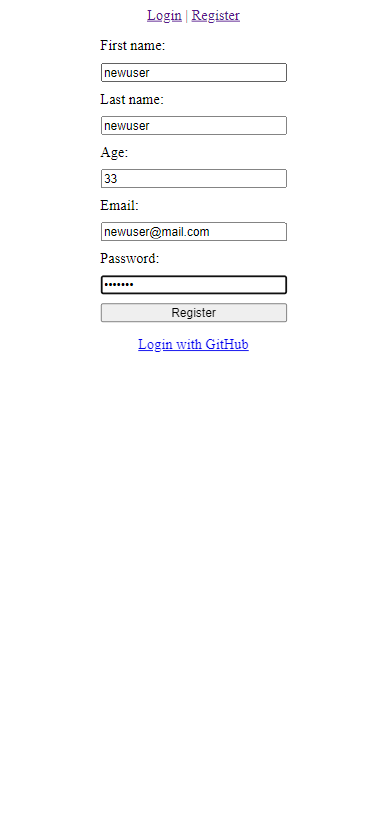 Login | Register
First name:
newuser
Last name:
newuser
Age:
33
Email:
newuser@mail.com
Password:
•••••••
Register
Login with GitHub